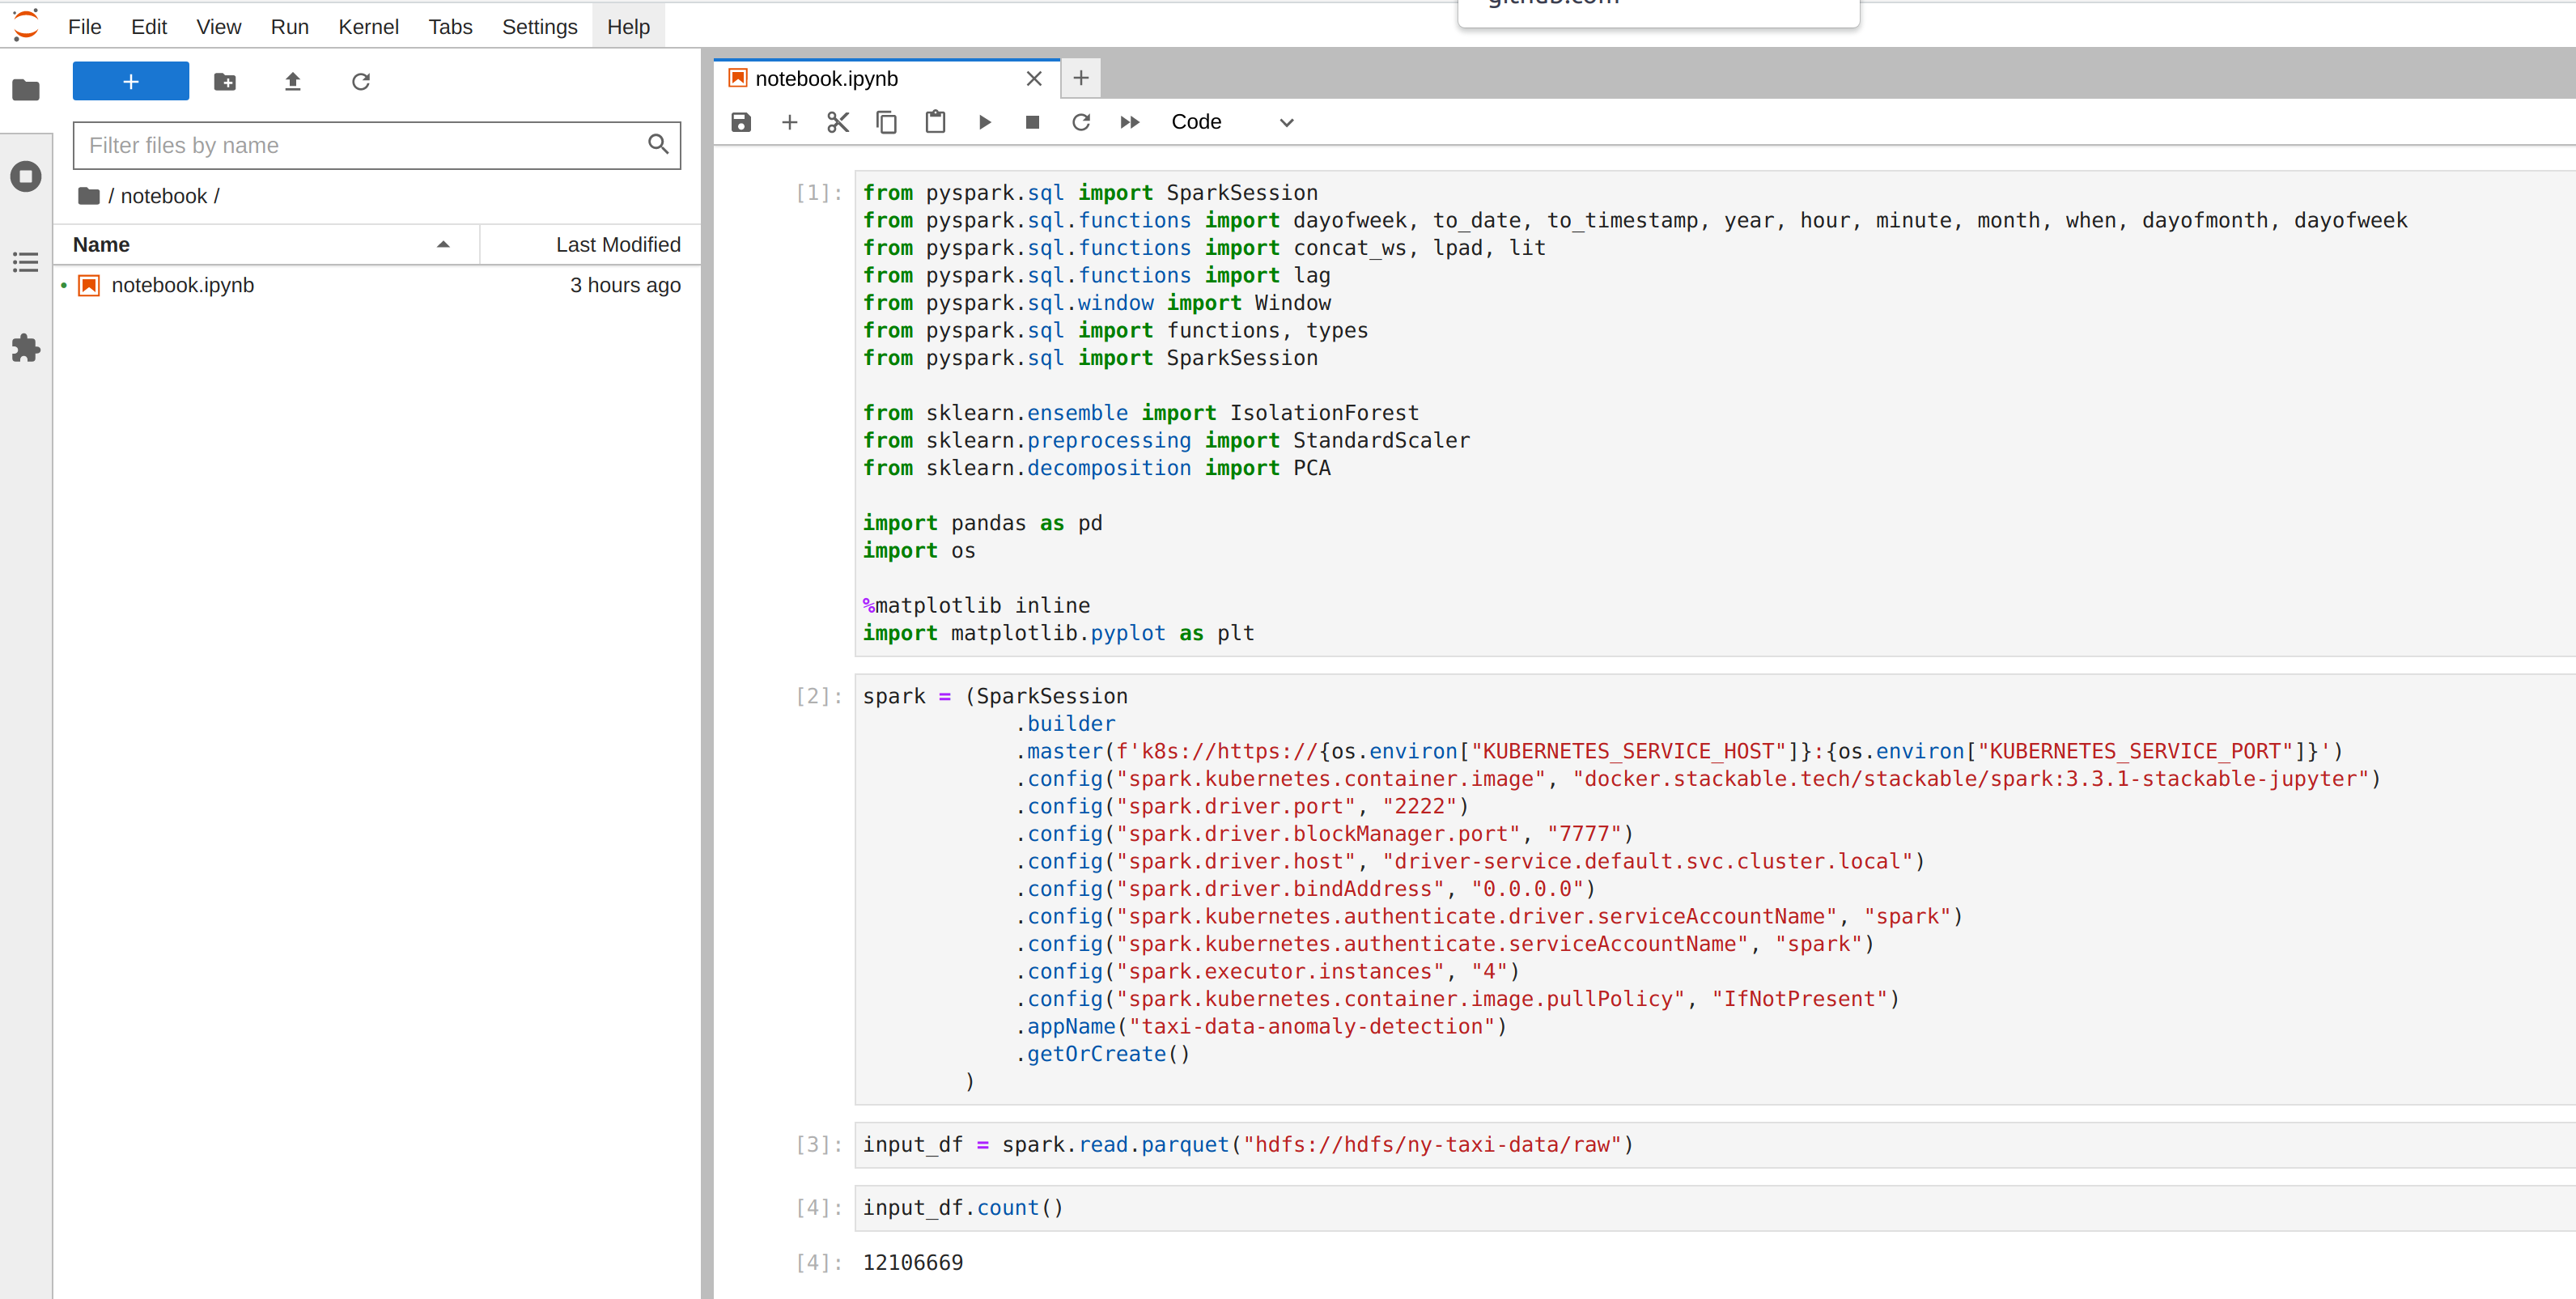 File Edit View Run Kernel Tabs Settings Help
Filter files by name
/ notebook /
Name Last Modified
notebook.ipynb 3 hours ago
notebook.ipynb
Code
[1]: from pyspark.sql import SparkSession
from pyspark.sql.functions import dayofweek, to_date, to_timestamp, year, hour, minute, month, when, dayofmonth, dayofweek
from pyspark.sql.functions import concat_ws, lpad, lit
from pyspark.sql.functions import lag
from pyspark.sql.window import Window
from pyspark.sql import functions, types
from pyspark.sql import SparkSession
from sklearn.ensemble import IsolationForest
from sklearn.preprocessing import StandardScaler
from sklearn.decomposition import PCA
import pandas as pd
import os
%matplotlib inline
import matplotlib.pyplot as plt
[2]: spark = (SparkSession
.builder
.master(f'k8s://https://{os.environ["KUBERNETES_SERVICE_HOST"]}:{os.environ["KUBERNETES_SERVICE_PORT"]}')
.config("spark.kubernetes.container.image", "docker.stackable.tech/stackable/spark:3.3.1-stackable-jupyter")
.config("spark.driver.port", "2222")
.config("spark.driver.blockManager.port", "7777")
.config("spark.driver.host", "driver-service.default.svc.cluster.local")
.config("spark.driver.bindAddress", "0.0.0.0")
.config("spark.kubernetes.authenticate.driver.serviceAccountName", "spark")
.config("spark.kubernetes.authenticate.serviceAccountName", "spark")
.config("spark.executor.instances", "4")
.config("spark.kubernetes.container.image.pullPolicy", "IfNotPresent")
.appName("taxi-data-anomaly-detection")
.getOrCreate()
)
[3]: input_df = spark.read.parquet("hdfs://hdfs/ny-taxi-data/raw")
[4]: input_df.count()
[4]: 12106669